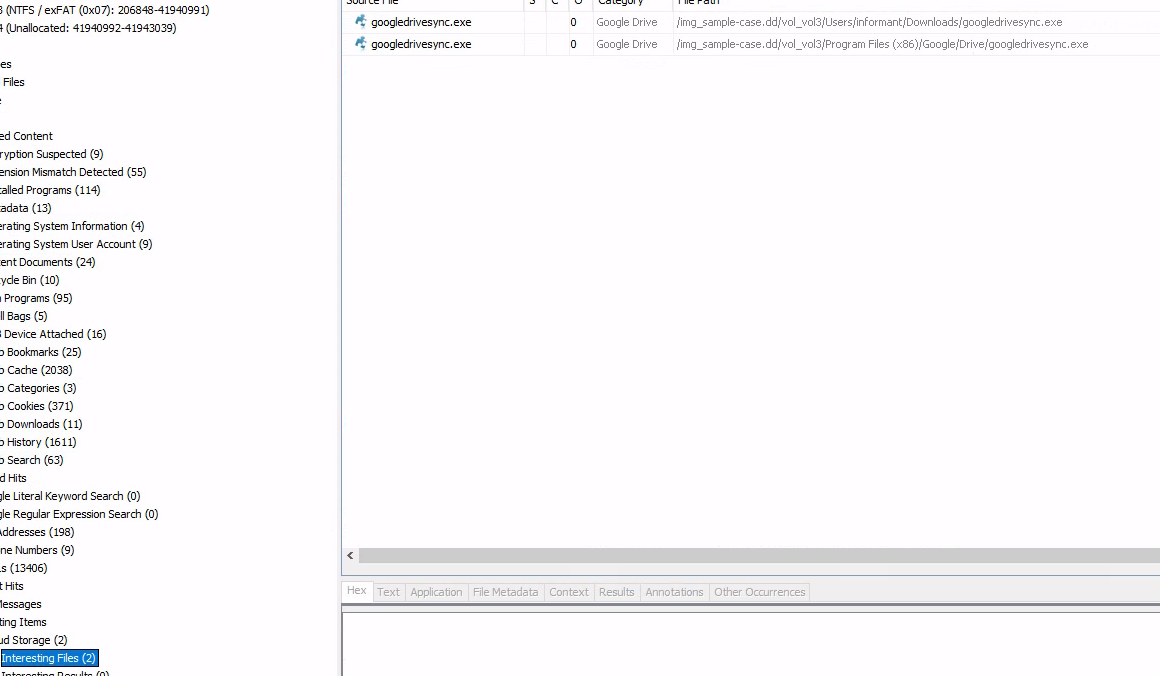 3 (NTFS / exFAT (0x07): 206848-41940991)
4 (Unallocated: 41940992-41943039)
es
Files
ed Content
ryption Suspected (9)
ension Mismatch Detected (55)
talled Programs (114)
tadata (13)
erating System Information (4)
erating System User Account (9)
cent Documents (24)
ycle Bin (10)
n Programs (95)
ll Bags (5)
B Device Attached (16)
b Bookmarks (25)
b Cache (2038)
b Categories (3)
b Cookies (371)
b Downloads (11)
b History (1611)
b Search (63)
d Hits
gle Literal Keyword Search (0)
gle Regular Expression Search (0)
Addresses (198)
ne Numbers (9)
Ls (13406)
t Hits
Messages
ting Items
ud Storage (2)
Interesting Files (2)
Interesting Results (0)
Source File S C O Category File Path
googledrivesync.exe 0 Google Drive /img_sample-case.dd/vol_vol3/Users/informant/Downloads/googledrivesync.exe
googledrivesync.exe 0 Google Drive /img_sample-case.dd/vol_vol3/Program Files (x86)/Google/Drive/googledrivesync.exe
Hex Text Application File Metadata Context Results Annotations Other Occurrences